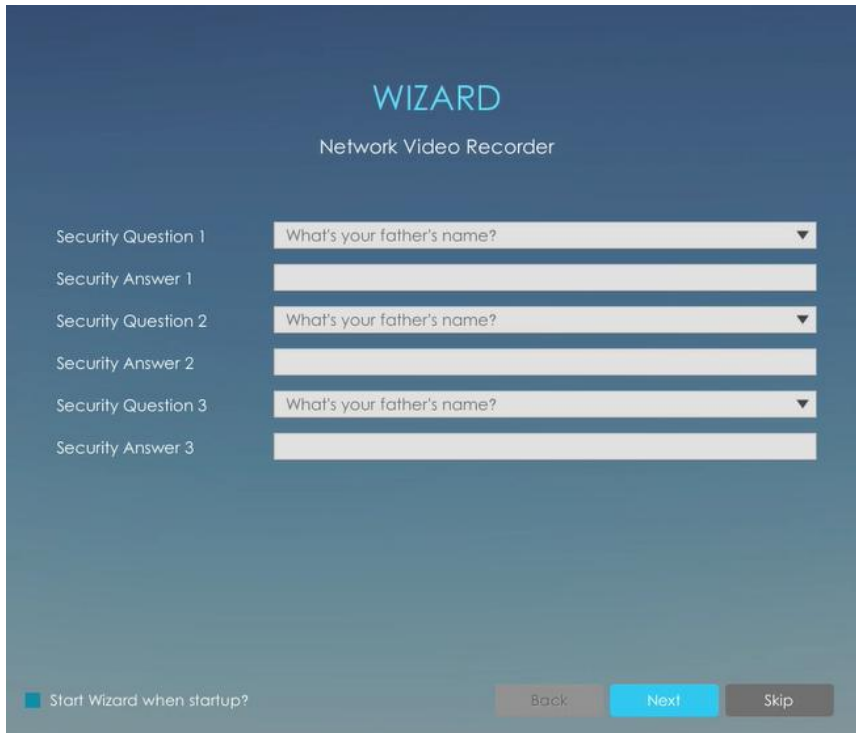 WIZARD
Network Video Recorder
Security Question 1 What's your father's name?
Security Answer 1
Security Question 2 What's your father's name?
Security Answer 2
Security Question 3 What's your father's name?
Security Answer 3
Start Wizard when startup? Back Next Skip